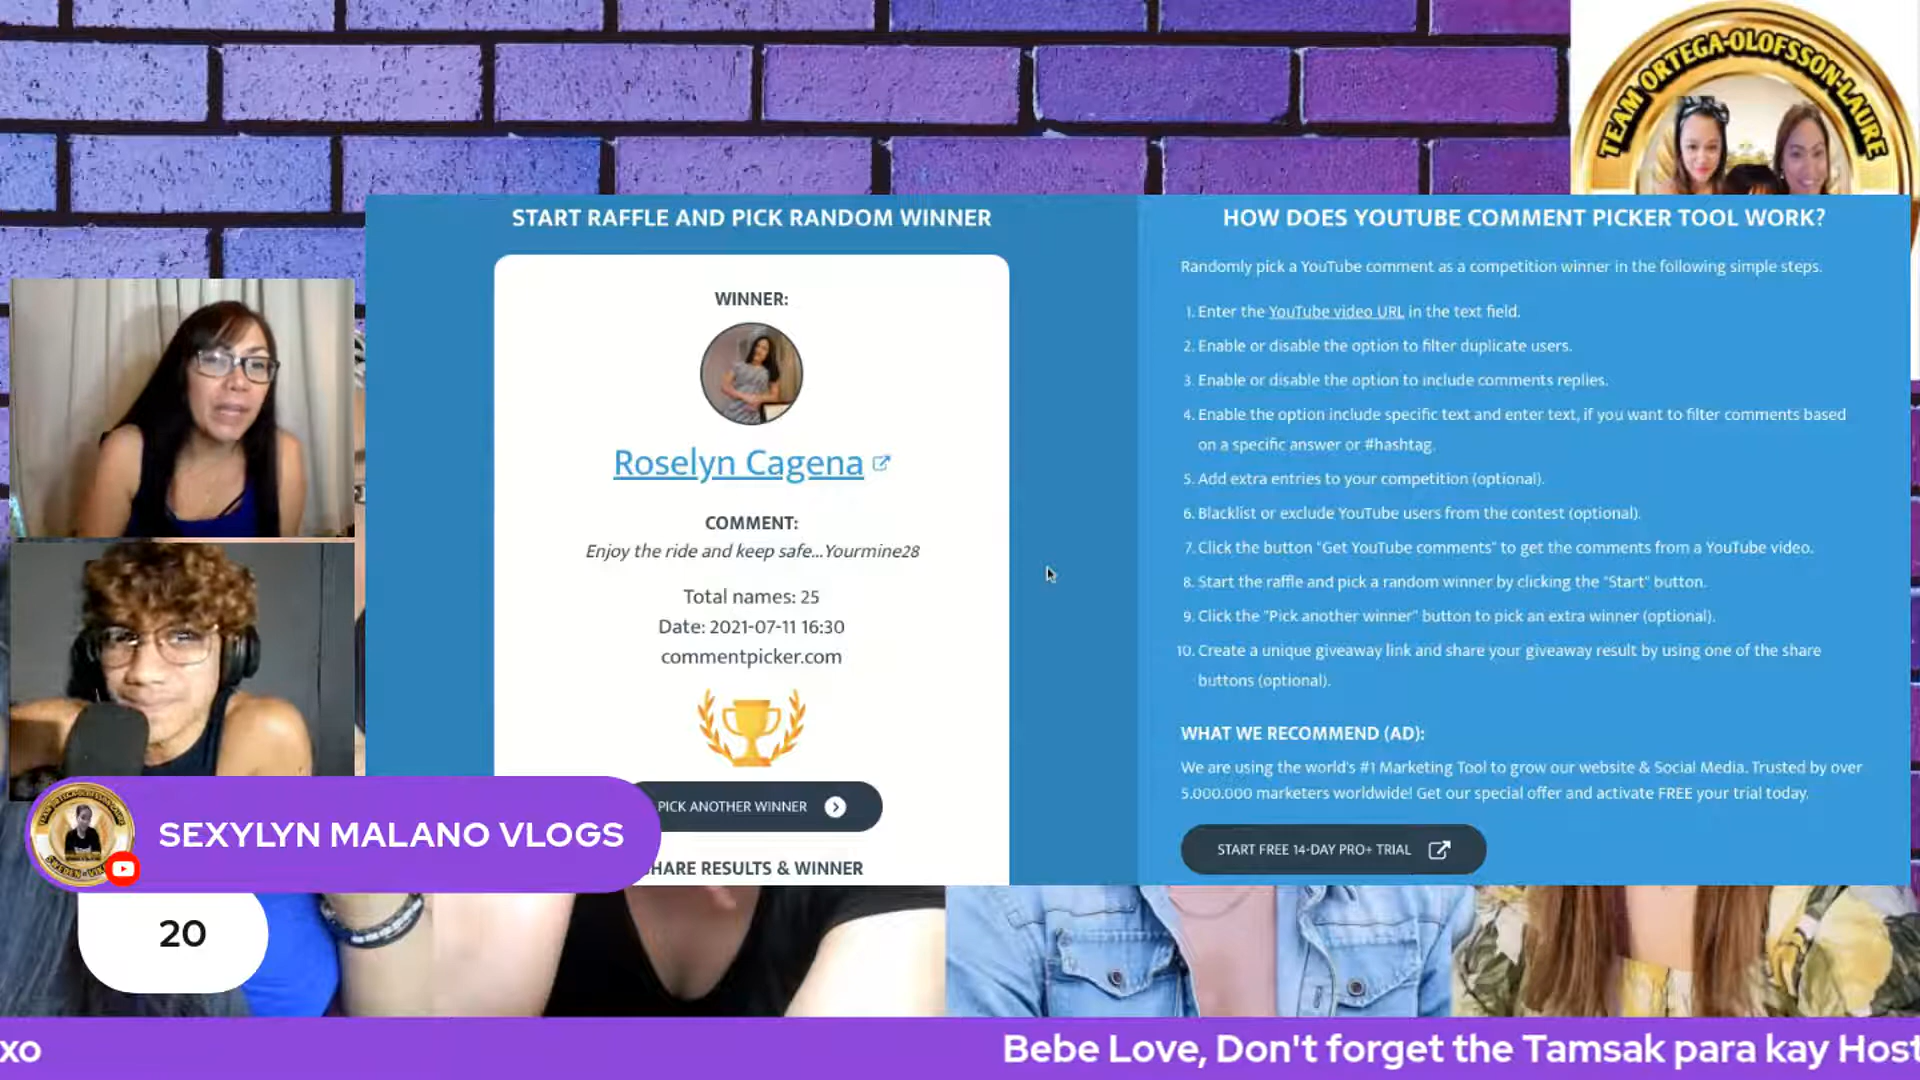 TEAM ORTEGA-OLOFSSON-LAURE
START RAFFLE AND PICK RANDOM WINNER
WINNER:
Roselyn Cagena
COMMENT:
Enjoy the ride and keep safe...Yourmine28
Total names: 25
Date: 2021-07-11 16:30
commentpicker.com
PICK ANOTHER WINNER
HARE RESULTS & WINNER
HOW DOES YOUTUBE COMMENT PICKER TOOL WORK?
Randomly pick a YouTube comment as a competition winner in the following simple steps.
1. Enter the YouTube video URL in the text field.
2. Enable or disable the option to filter duplicate users.
3. Enable or disable the option to include comments replies.
4. Enable the option include specific text and enter text, if you want to filter comments based
on a specific answer or #hashtag.
5. Add extra entries to your competition (optional).
6. Blacklist or exclude YouTube users from the contest (optional).
7. Click the button "Get YouTube comments" to get the comments from a YouTube video.
8. Start the raffle and pick a random winner by clicking the "Start" button.
9. Click the "Pick another winner" button to pick an extra winner (optional).
10. Create a unique giveaway link and share your giveaway result by using one of the share
buttons (optional).
WHAT WE RECOMMEND (AD):
We are using the world's #1 Marketing Tool to grow our website & Social Media. Trusted by over
5.000.000 marketers worldwide! Get our special offer and activate FREE your trial today.
START FREE 14-DAY PRO+ TRIAL
SEXYLYN MALANO VLOGS
20
xo
Bebe Love, Don't forget the Tamsak para kay Host